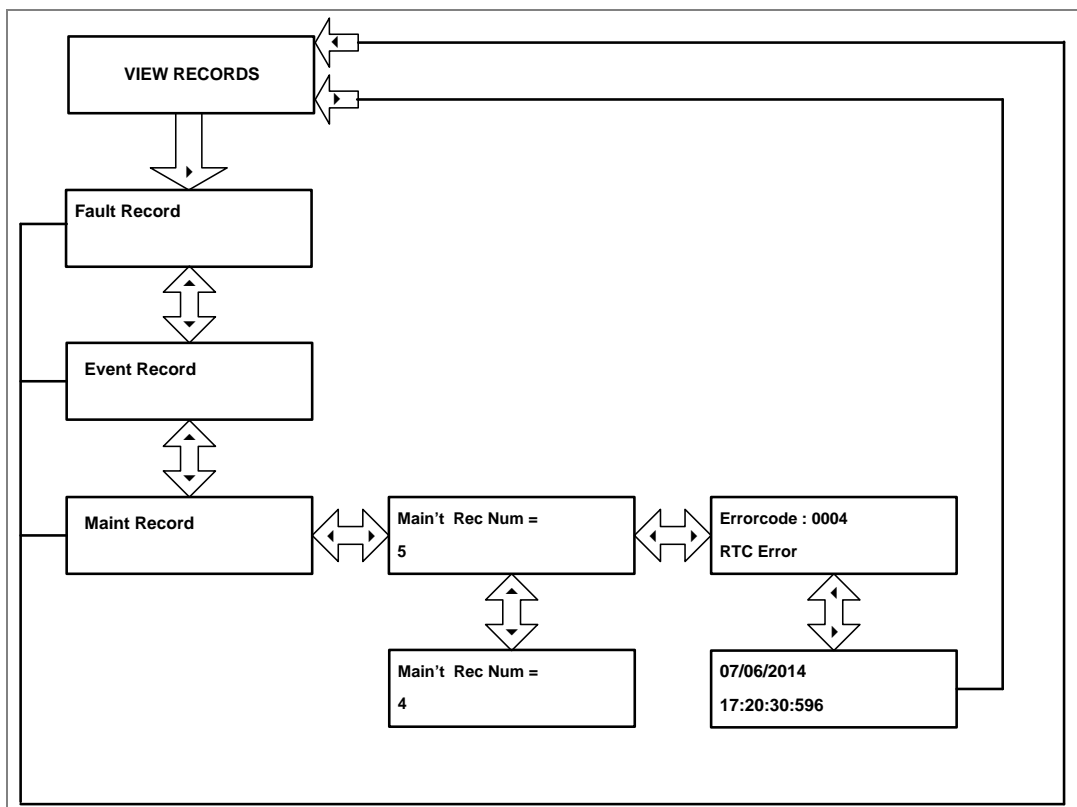 VIEW RECORDS
Fault Record
Event Record
Maint Record
Main't Rec Num =
5
Errorcode : 0004
RTC Error
Main't Rec Num =
4
07/06/2014
17:20:30:596